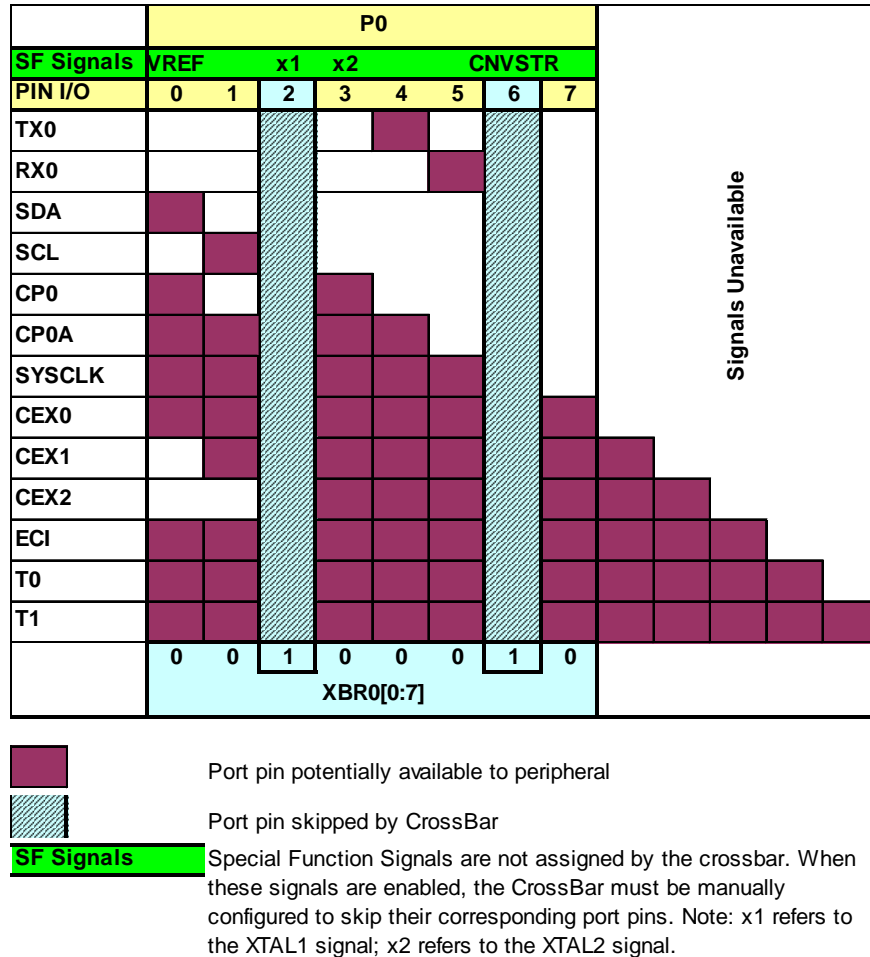 P0
SF Signals VREF x1 x2 CNVSTR
PIN I/O 0 1 2 3 4 5 6 7
TX0
RX0
SDA
SCL
CP0
CP0A
SYSCLK
CEX0
CEX1
CEX2
ECI
T0
T1
Signals Unavailable
0 0 1 0 0 0 1 0
XBR0[0:7]
Port pin potentially available to peripheral
Port pin skipped by CrossBar
SF Signals Special Function Signals are not assigned by the crossbar. When
these signals are enabled, the CrossBar must be manually
configured to skip their corresponding port pins. Note: x1 refers to
the XTAL1 signal; x2 refers to the XTAL2 signal.